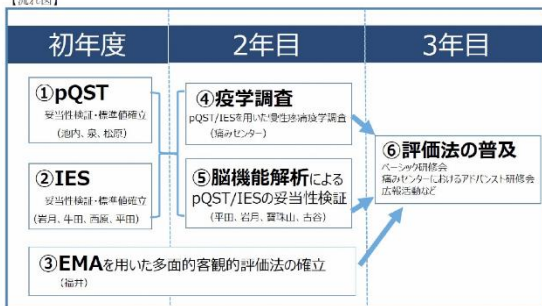 【流れ図】
初年度
2年目
3年目
①pQST
妥当性検証・標準値確立
(池内、泉、松原)
②IES
妥当性検証・標準値確立
(岩月、牛田、西原、平田)
③EMAを用いた多面的客観的評価法の確立
(福井)
④疫学調査
pQST/IESを用いた慢性疼痛疫学調査
(痛みセンター)
⑤脳機能解析による
pQST/IESの妥当性検証
(平田、岩月、寶珠山、古谷)
⑥評価法の普及
ベーシック研修会
痛みセンターにおけるアドバンスト研修会
広報活動など